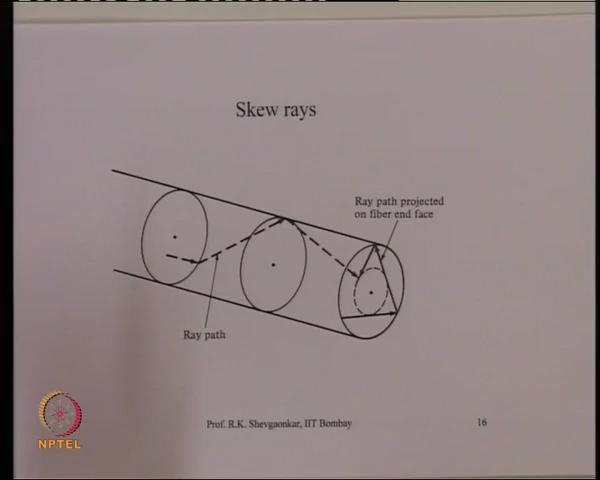 Skew rays
Ray path projected
on fiber end face
Ray path
NPTEL
Prof. R.K. Shevgaonkar, IIT Bombay
16